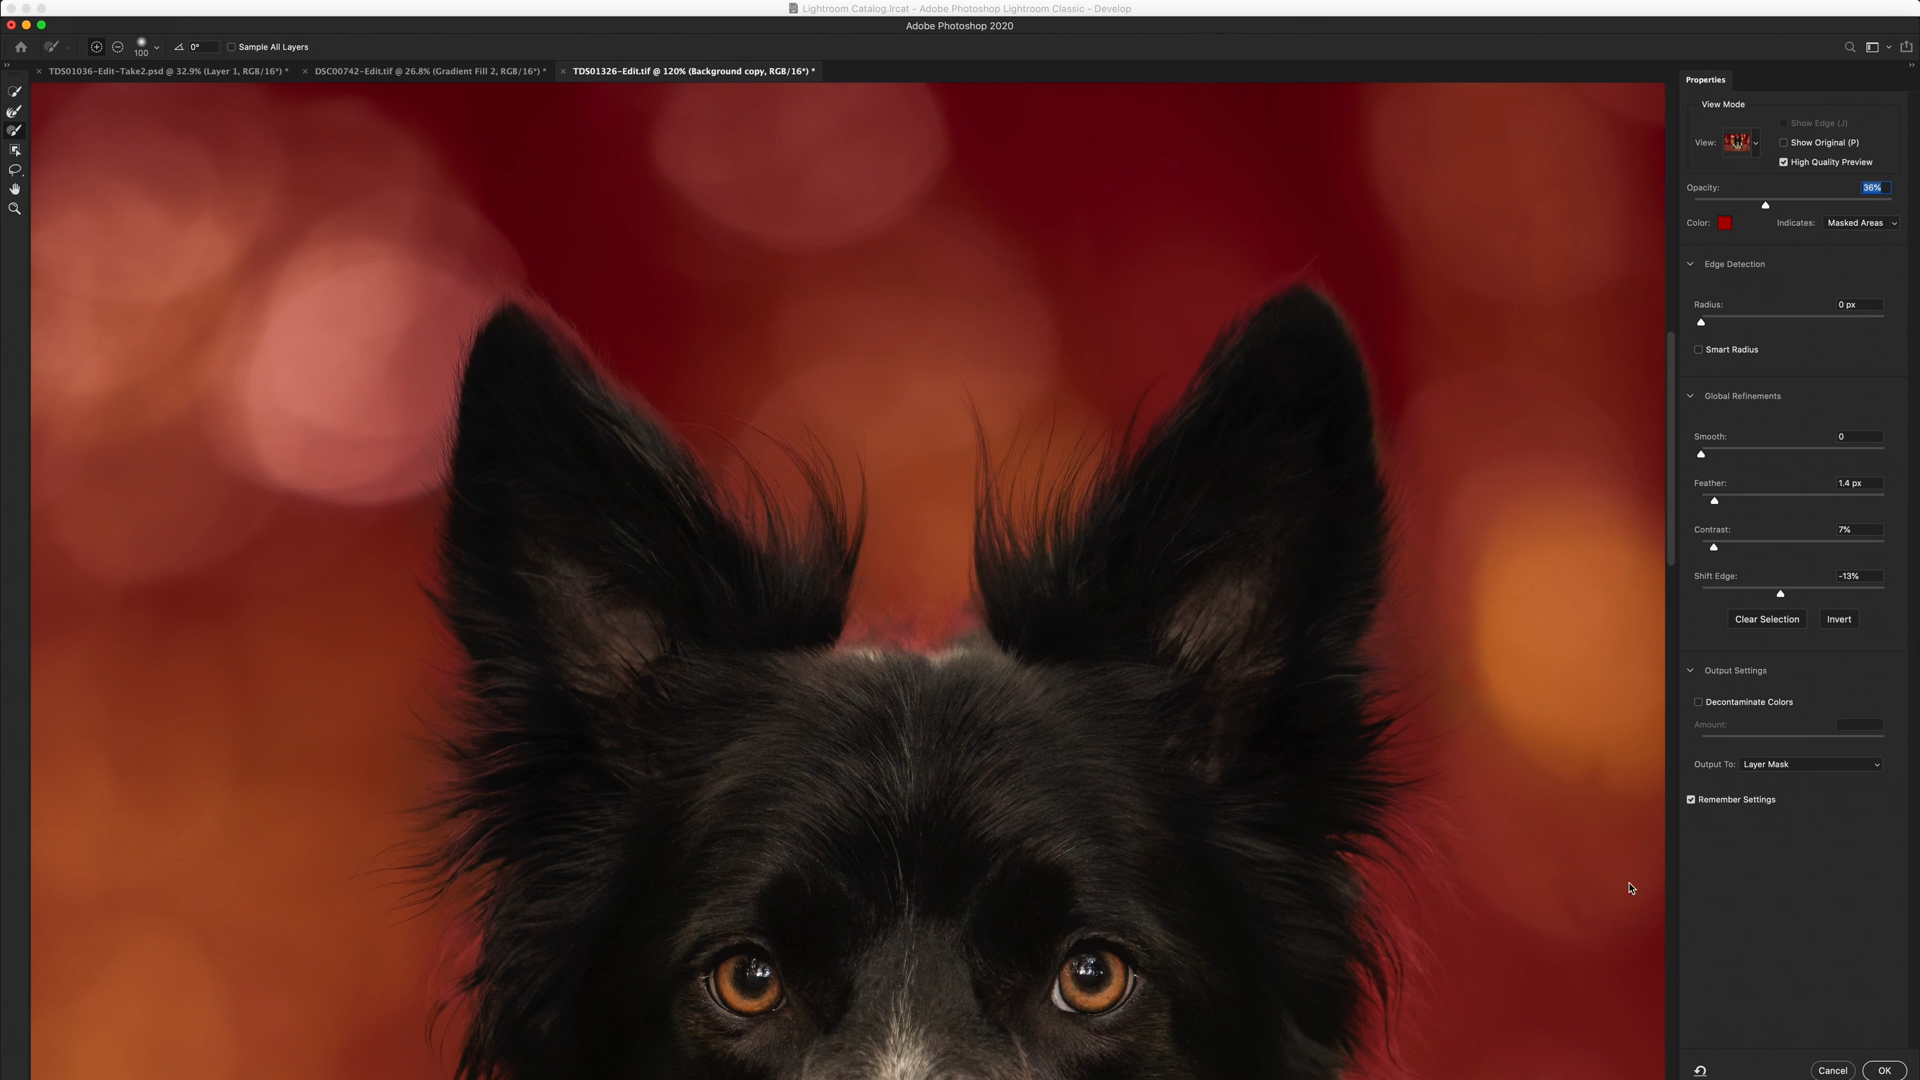 Lightroom Catalog.lrcat - Adobe Photoshop Lightroom Classic - Develop
Adobe Photoshop 2020
100
0°
Sample All Layers
TDS01036-Edit-Take2.psd @ 32.9% (Layer 1, RGB/16*) *
DSC00742-Edit.tif @ 26.8% (Gradient Fill 2, RGB/16*) *
TDS01326-Edit.tif @ 120% (Background copy, RGB/16*) *
Properties
View Mode
Show Edge (J)
View:
Show Original (P)
High Quality Preview
Opacity: 36%
Color:
Indicates: Masked Areas
Edge Detection
Radius: 0 px
Smart Radius
Global Refinements
Smooth: 0
Feather: 1.4 px
Contrast: 7%
Shift Edge: -13%
Clear Selection
Invert
Output Settings
Decontaminate Colors
Amount:
Output To: Layer Mask
Remember Settings
Cancel
OK